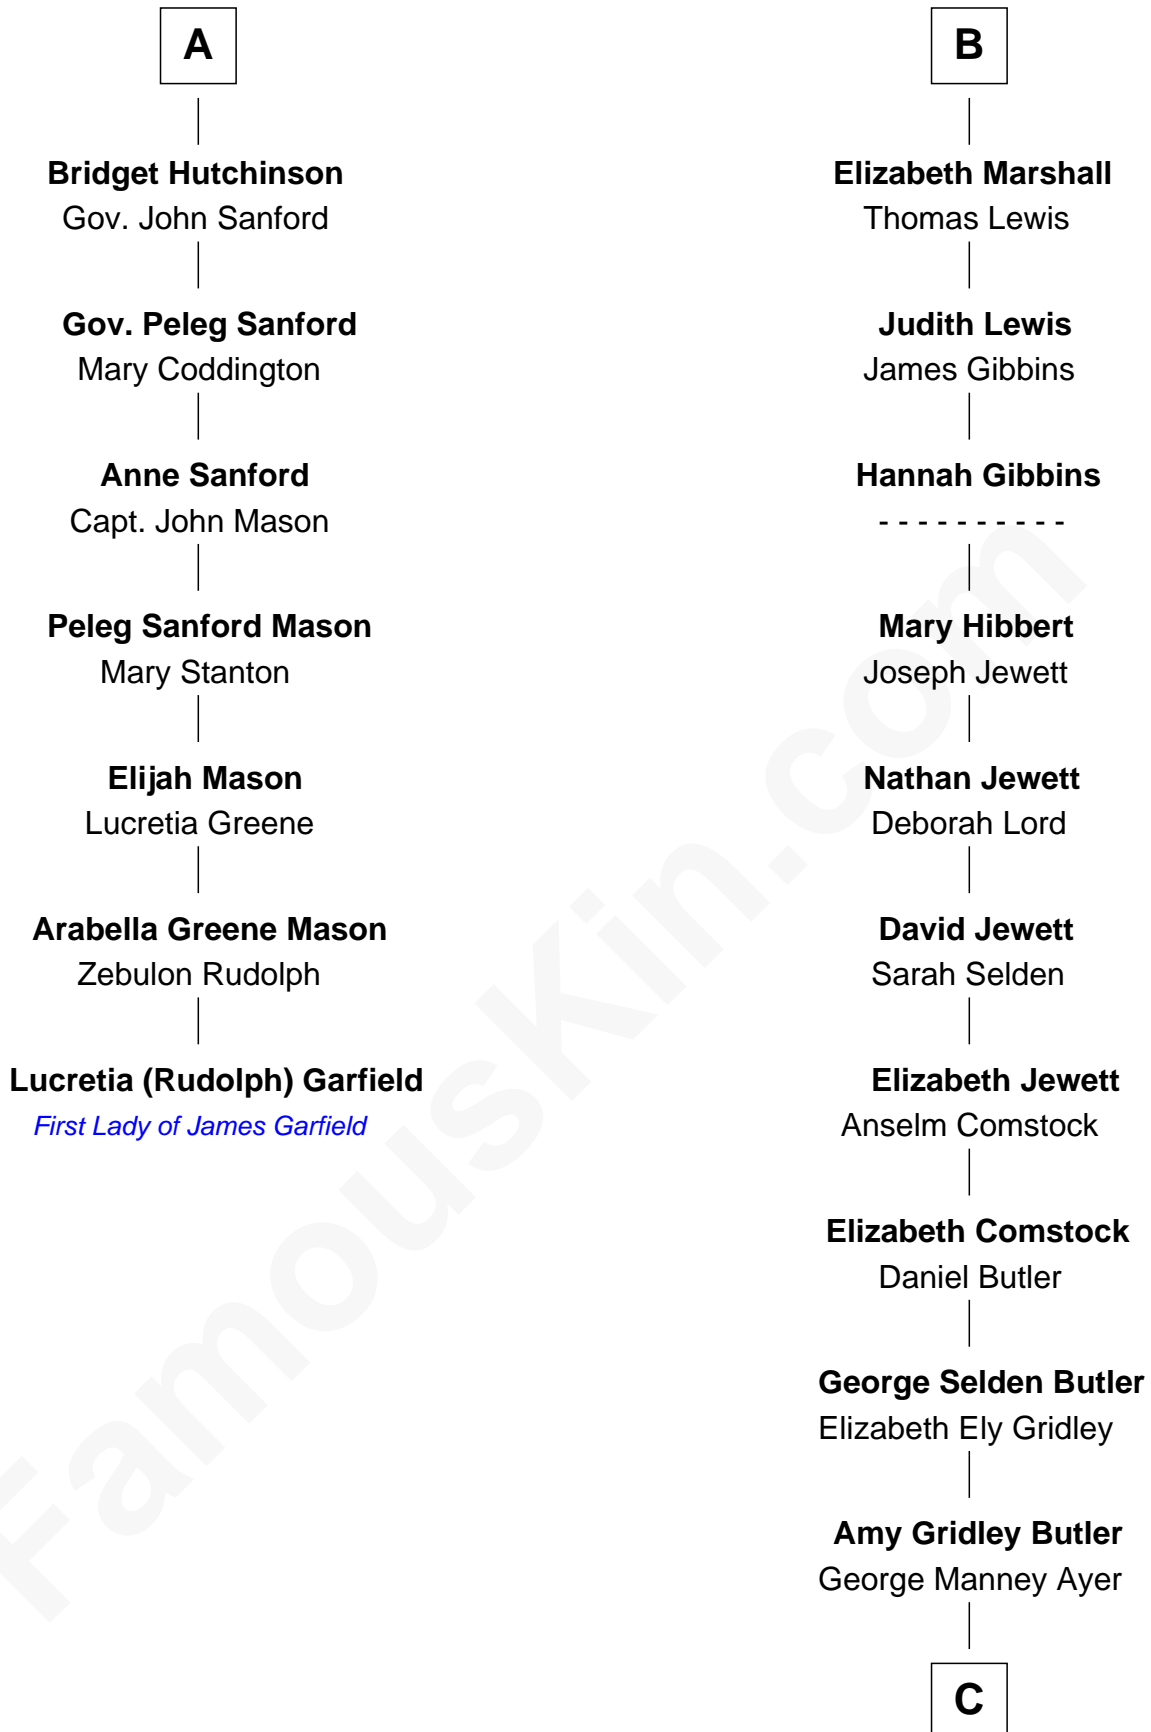 A
Bridget Hutchinson
Gov. John Sanford
Gov. Peleg Sanford
Mary Coddington
Anne Sanford
Capt. John Mason
Peleg Sanford Mason
Mary Stanton
Elijah Mason
Lucretia Greene
Arabella Greene Mason
Zebulon Rudolph
Lucretia (Rudolph) Garfield
First Lady of James Garfield
B
Elizabeth Marshall
Thomas Lewis
Judith Lewis
James Gibbins
Hannah Gibbins
- - - - - - - - - -
Mary Hibbert
Joseph Jewett
Nathan Jewett
Deborah Lord
David Jewett
Sarah Selden
Elizabeth Jewett
Anselm Comstock
Elizabeth Comstock
Daniel Butler
George Selden Butler
Elizabeth Ely Gridley
Amy Gridley Butler
George Manney Ayer
C
FamousKin.com